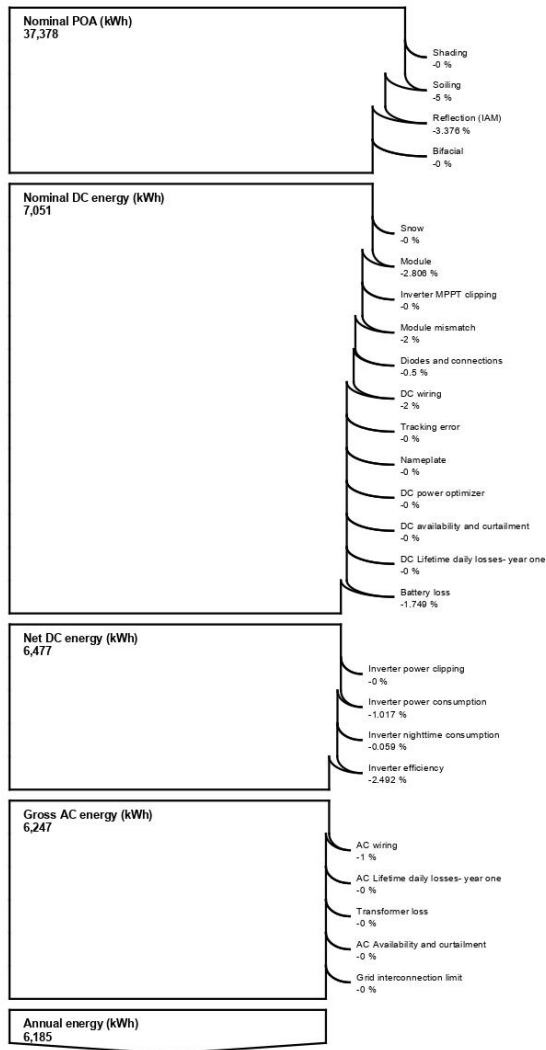 Nominal POA (kWh)
37,378
Shading
-0 %
Soiling
-5 %
Reflection (IAM)
-3.376 %
Bifacial
-0 %
Nominal DC energy (kWh)
7,051
Snow
-0 %
Module
-2.806 %
Inverter MPPT clipping
-0 %
Module mismatch
-2 %
Diodes and connections
-0.5 %
DC wiring
-2 %
Tracking error
-0 %
Nameplate
-0 %
DC power optimizer
-0 %
DC availability and curtailment
-0 %
DC Lifetime daily losses- year one
-0 %
Battery loss
-1.749 %
Net DC energy (kWh)
6,477
Inverter power clipping
-0 %
Inverter power consumption
-1.017 %
Inverter nighttime consumption
-0.059 %
Inverter efficiency
-2.492 %
Gross AC energy (kWh)
6,247
AC wiring
-1 %
AC Lifetime daily losses- year one
-0 %
Transformer loss
-0 %
AC Availability and curtailment
-0 %
Grid interconnection limit
-0 %
Annual energy (kWh)
6,185